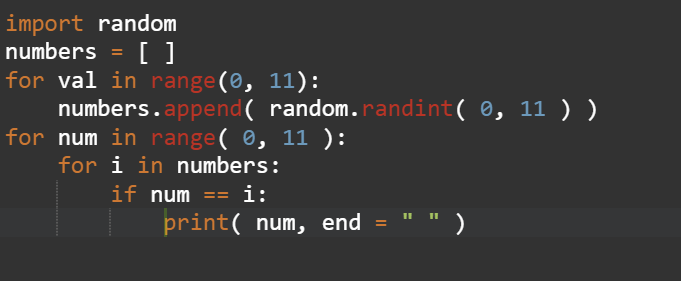 import random
numbers = [ ]
for val in range(0, 11):
    numbers.append( random.randint( 0, 11 ) )
for num in range( 0, 11 ):
    for i in numbers:
        if num == i:
            print( num, end = " " )